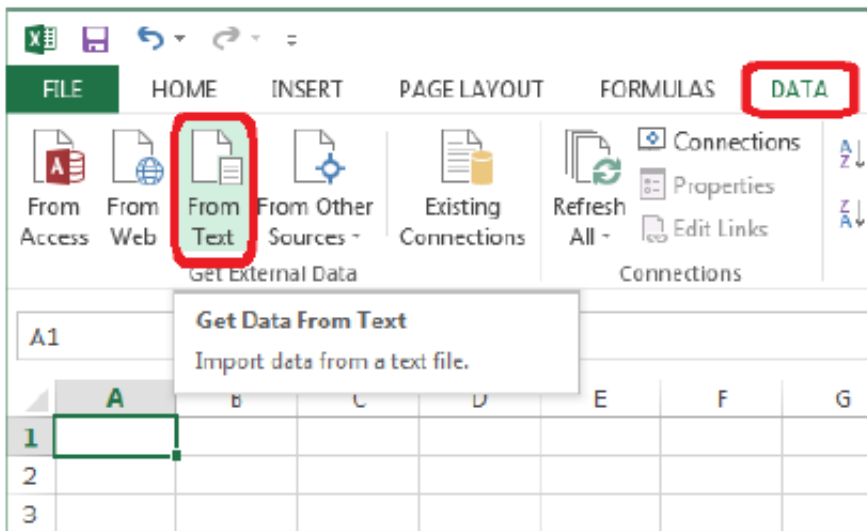 FILE HOME INSERT PAGE LAYOUT FORMULAS DATA
From Access
From Web
From Text
From Other Sources
Existing Connections
Refresh All
Connections
Properties
Edit Links
Get External Data
Connections
A1
Get Data From Text
Import data from a text file.
A B C D E F G
1
2
3